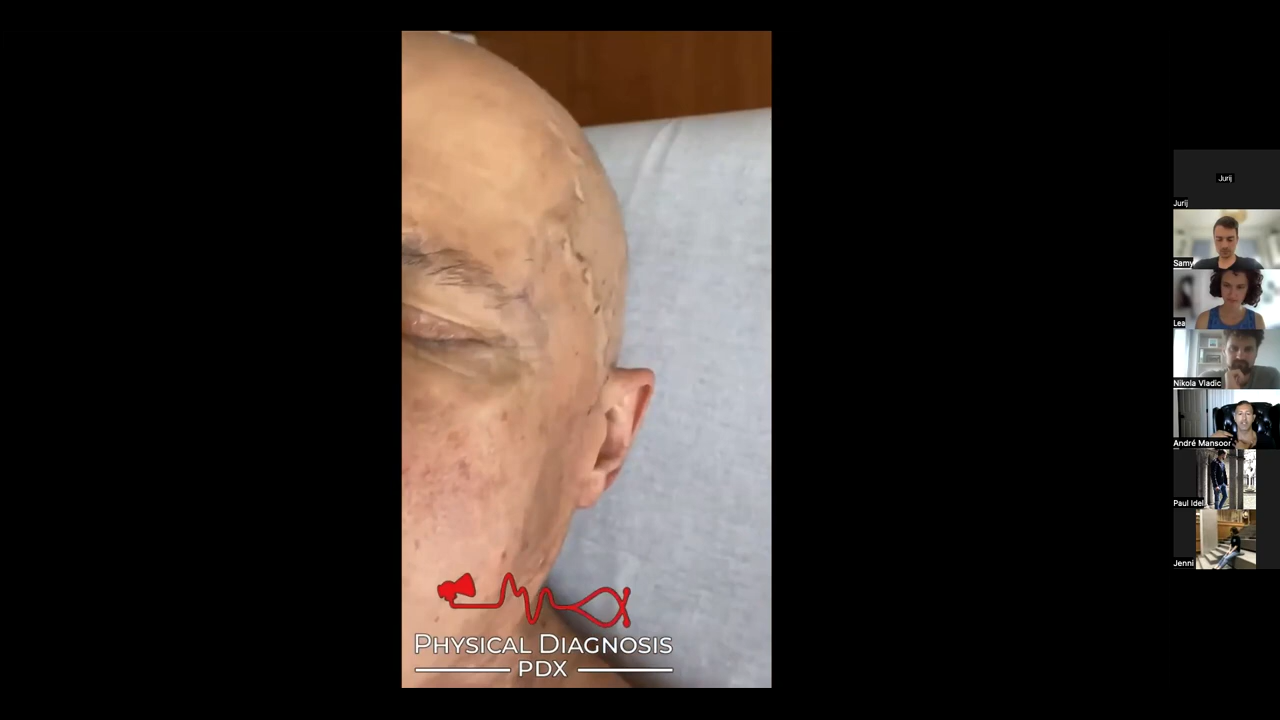 PHYSICAL DIAGNOSIS
PDX
Jurij
Jurij
Samy
Lea
Nikola Vladic
André Mansoor
Paul Idel
Jenni